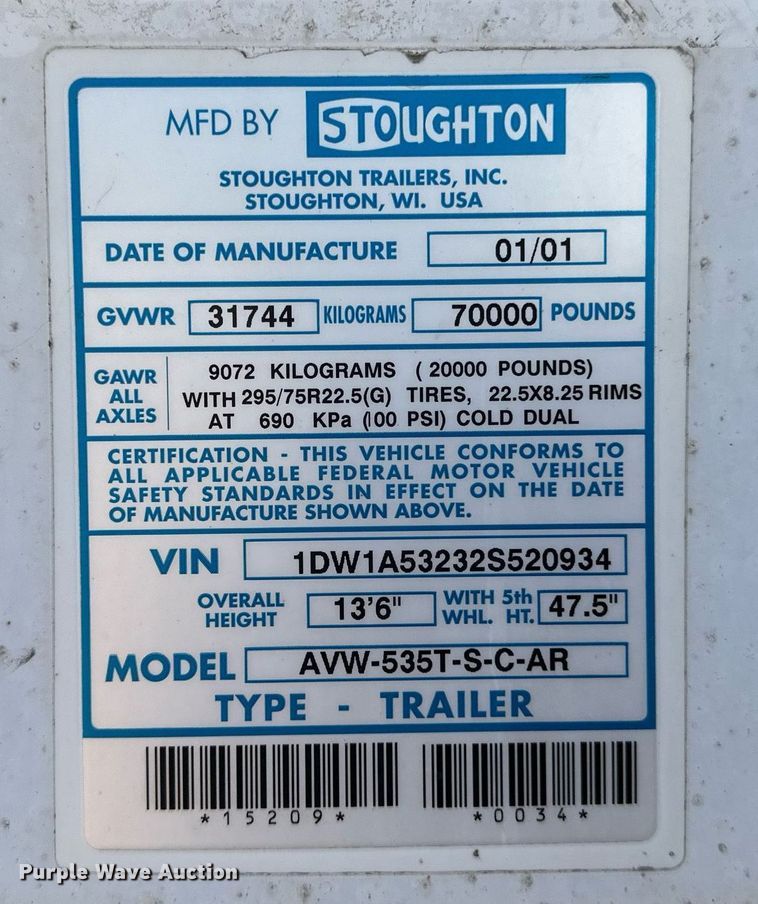 MFD BY STOUGHTON
STOUGHTON TRAILERS, INC.
STOUGHTON, WI. USA
DATE OF MANUFACTURE 01/01
GVWR 31744 KILOGRAMS 70000 POUNDS
GAWR ALL AXLES
9072 KILOGRAMS ( 20000 POUNDS)
WITH 295/75R22.5(G) TIRES, 22.5X8.25 RIMS
AT 690 KPa (100 PSI) COLD DUAL
CERTIFICATION - THIS VEHICLE CONFORMS TO
ALL APPLICABLE FEDERAL MOTOR VEHICLE
SAFETY STANDARDS IN EFFECT ON THE DATE
OF MANUFACTURE SHOWN ABOVE.
VIN 1DW1A53232S520934
OVERALL HEIGHT 13'6" WITH 5th WHL. HT. 47.5"
MODEL AVW-535T-S-C-AR
TYPE - TRAILER
*15209* *0034*
Purple Wave Auction